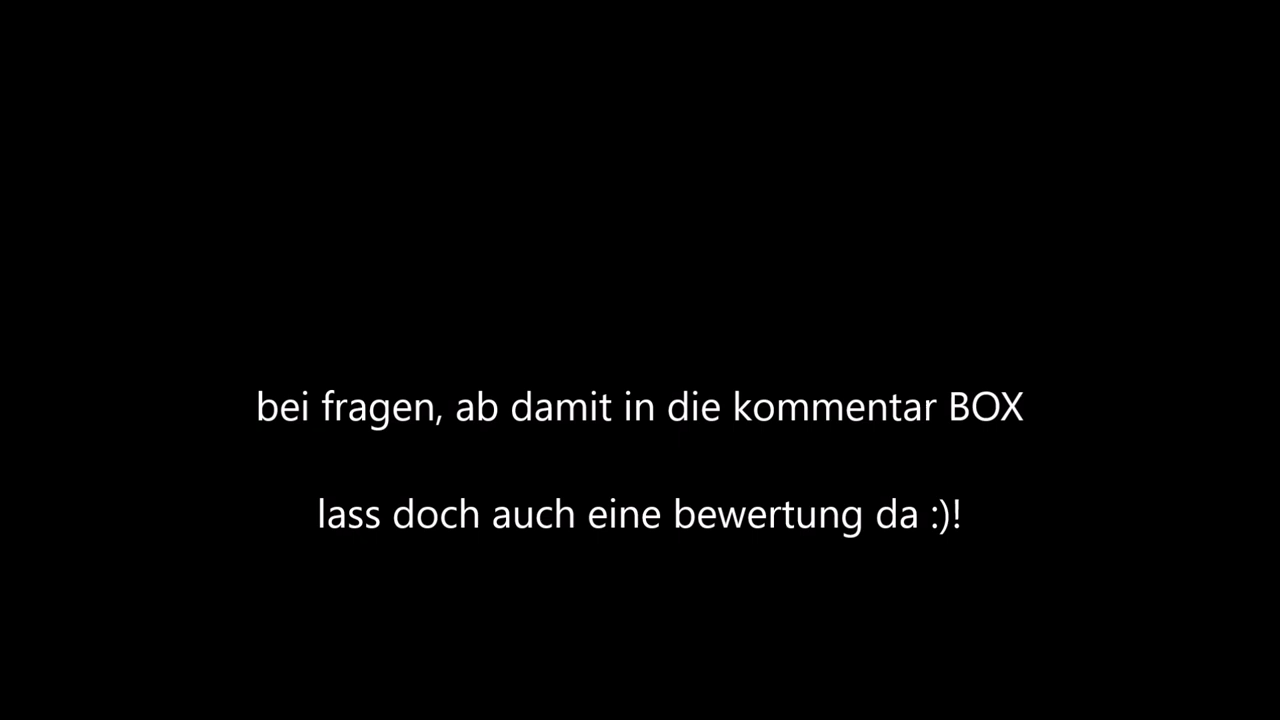 bei fragen, ab damit in die kommentar BOX
lass doch auch eine bewertung da :)!